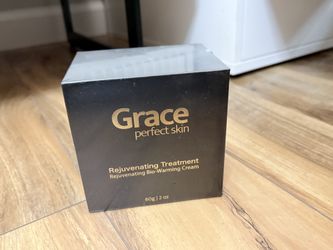 Grace
perfect skin
Rejuvenating Treatment
Rejuvenating Bio-Warming Cream
60g | 2 oz